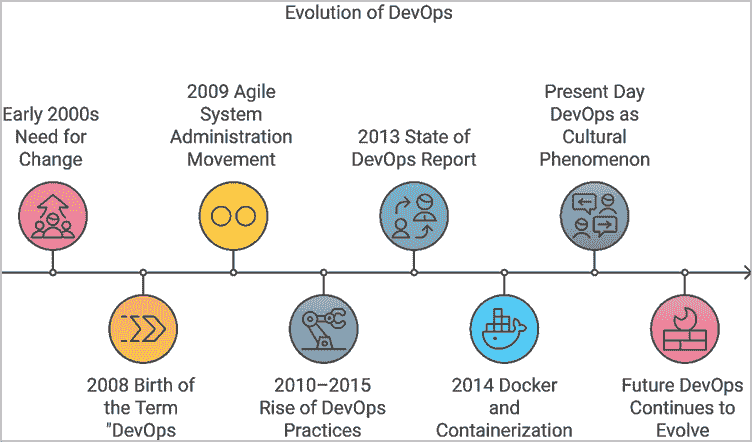 Evolution of DevOps
Early 2000s
Need for
Change
2008 Birth of
the Term
"DevOps
2009 Agile
System
Administration
Movement
2010–2015
Rise of DevOps
Practices
2013 State of
DevOps Report
2014 Docker
and
Containerization
Present Day
DevOps as
Cultural
Phenomenon
Future DevOps
Continues to
Evolve